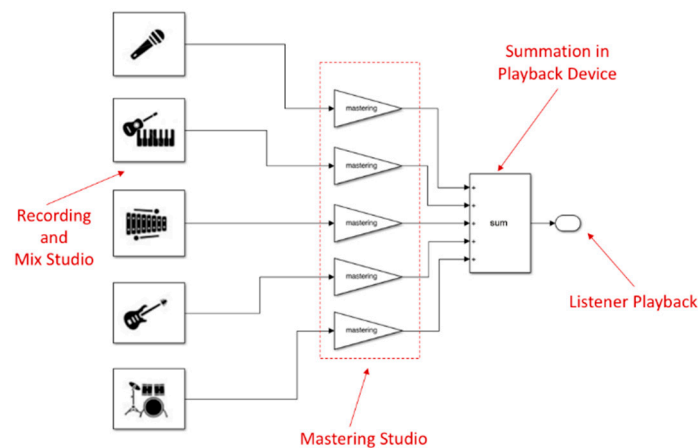 Summation in
Playback Device
mastering
mastering
mastering
mastering
mastering
+
+
+
+
+
sum
Recording
and
Mix Studio
Listener Playback
Mastering Studio